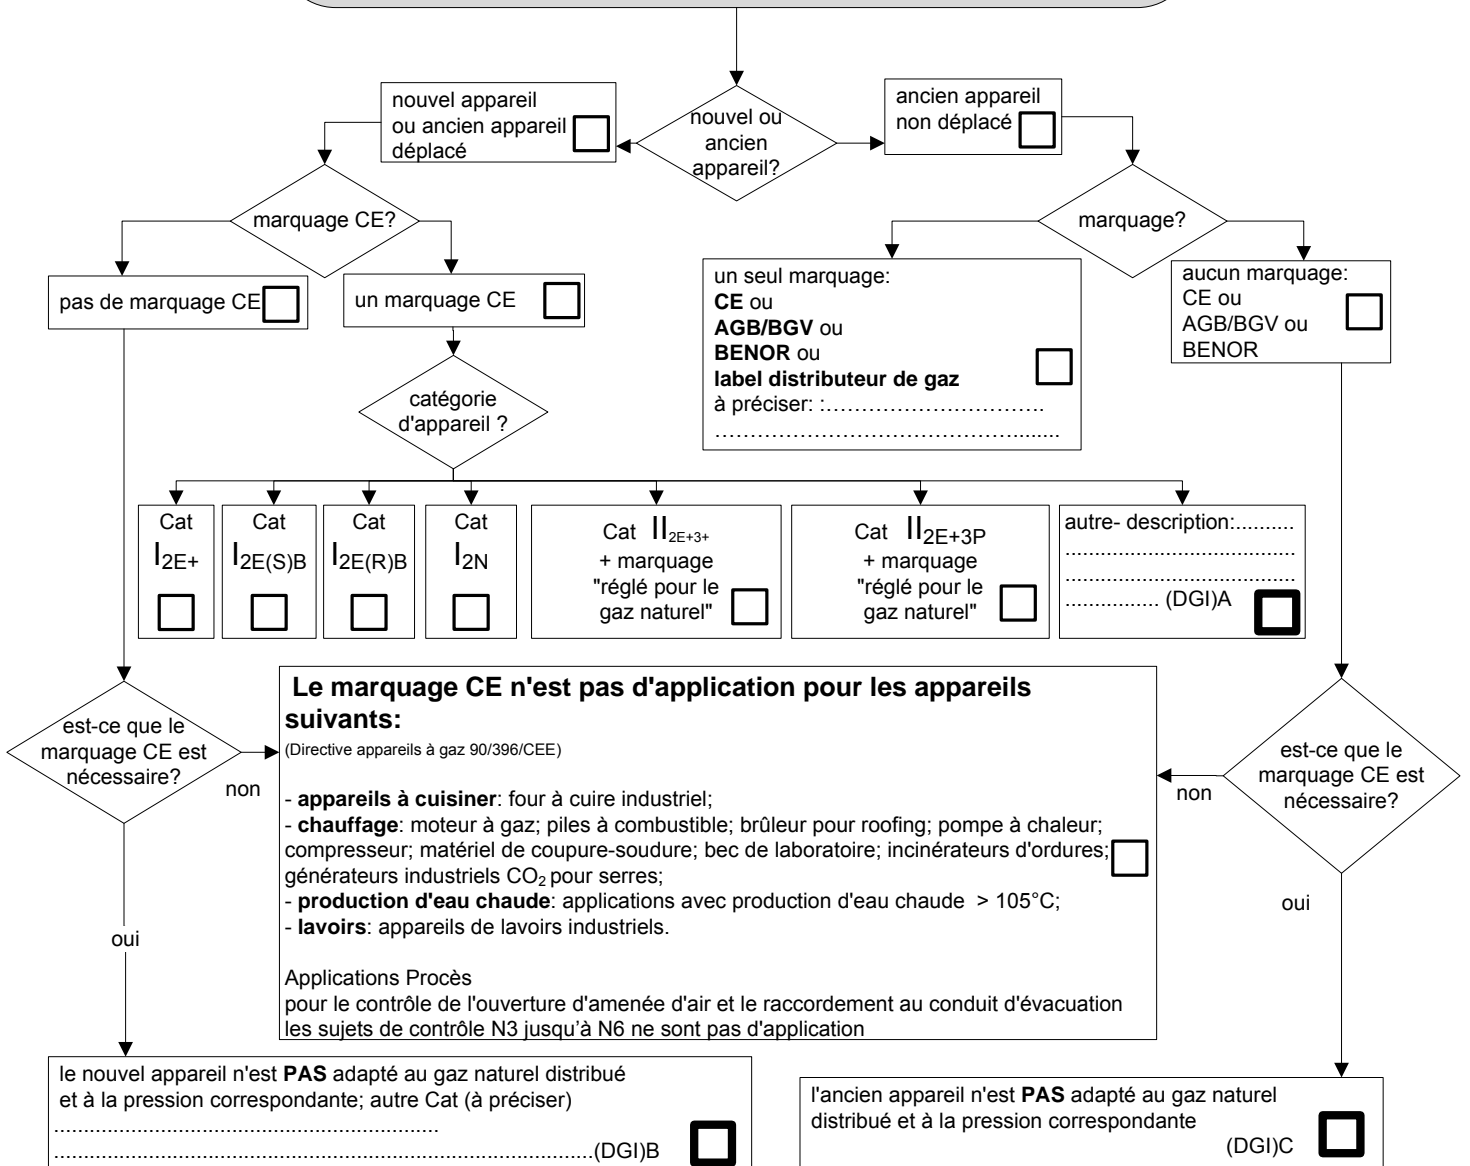 nouvel ou
ancien
appareil?
nouvel appareil
ou ancien appareil
déplacé
ancien appareil
non déplacé
marquage CE?
marquage?
pas de marquage CE
un marquage CE
un seul marquage:
CE ou
AGB/BGV ou
BENOR ou
label distributeur de gaz
à préciser: :…………………………….
…………………………………………........
aucun marquage:
CE ou
AGB/BGV ou
BENOR
catégorie
d'appareil ?
Cat
I2E+
Cat
I2E(S)B
Cat
I2E(R)B
Cat
I2N
Cat II2E+3+
+ marquage
"réglé pour le
gaz naturel"
Cat II2E+3P
+ marquage
"réglé pour le
gaz naturel"
autre- description:..........
.......................................
.......................................
................ (DGI)A
est-ce que le
marquage CE est
nécessaire?
non
oui
Le marquage CE n'est pas d'application pour les appareils
suivants:
(Directive appareils à gaz 90/396/CEE)
- appareils à cuisiner: four à cuire industriel;
- chauffage: moteur à gaz; piles à combustible; brûleur pour roofing; pompe à chaleur;
compresseur; matériel de coupure-soudure; bec de laboratoire; incinérateurs d'ordures;
générateurs industriels CO2 pour serres;
- production d'eau chaude: applications avec production d'eau chaude > 105°C;
- lavoirs: appareils de lavoirs industriels.
Applications Procès
pour le contrôle de l'ouverture d'amenée d'air et le raccordement au conduit d'évacuation
les sujets de contrôle N3 jusqu'à N6 ne sont pas d'application
est-ce que le
marquage CE est
nécessaire?
non
oui
le nouvel appareil n'est PAS adapté au gaz naturel distribué
et à la pression correspondante; autre Cat (à préciser)
.................................................................
...........................................................................................(DGI)B
l'ancien appareil n'est PAS adapté au gaz naturel
distribué et à la pression correspondante
(DGI)C